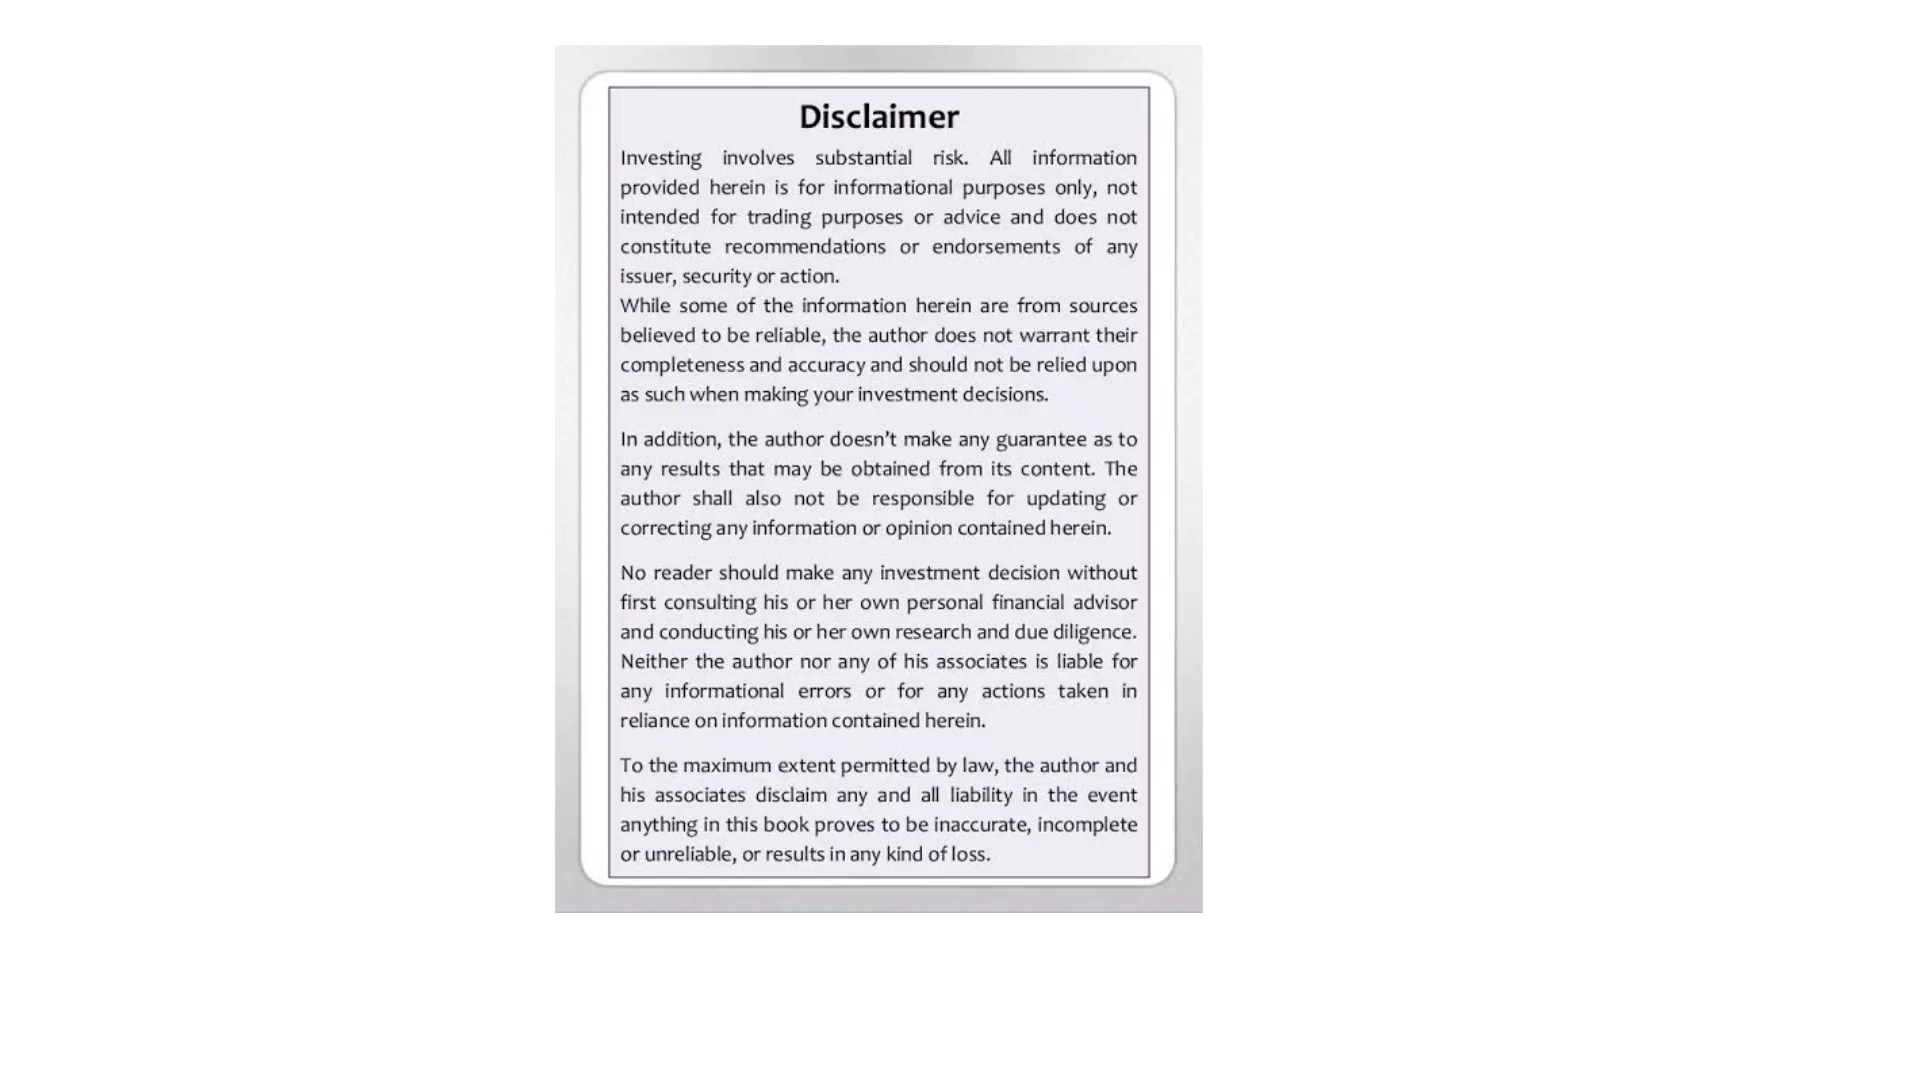 Disclaimer
Investing involves substantial risk. All information
provided herein is for informational purposes only, not
intended for trading purposes or advice and does not
constitute recommendations or endorsements of any
issuer, security or action.
While some of the information herein are from sources
believed to be reliable, the author does not warrant their
completeness and accuracy and should not be relied upon
as such when making your investment decisions.
In addition, the author doesn’t make any guarantee as to
any results that may be obtained from its content. The
author shall also not be responsible for updating or
correcting any information or opinion contained herein.
No reader should make any investment decision without
first consulting his or her own personal financial advisor
and conducting his or her own research and due diligence.
Neither the author nor any of his associates is liable for
any informational errors or for any actions taken in
reliance on information contained herein.
To the maximum extent permitted by law, the author and
his associates disclaim any and all liability in the event
anything in this book proves to be inaccurate, incomplete
or unreliable, or results in any kind of loss.